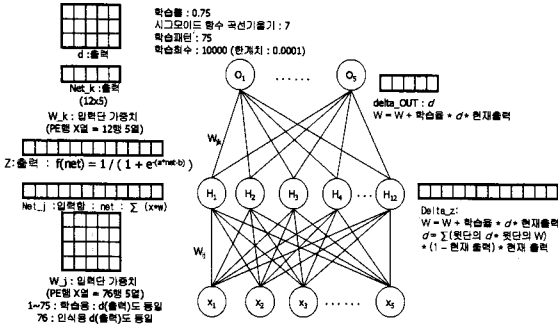 학습률 : 0.75
시그모이드 함수 곡선기울기 : 7
학습패턴 : 75
학습회수 : 10000 (한계치 : 0.0001)
d : 출력
Net_k : 출력
(12x5)
W_k : 입력단 가중치
(PE행 X열 = 12행 5열)
Z:출력 : f(net) = 1 / ( 1 + e^(a*net-b))
Net_j : 입력합 : net : ∑ (x*w)
W_j : 입력단 가중치
(PE행 X열 = 76행 5열)
1~75 : 학습용 : d(출력)도 동일
76 : 인식용 d(출력)도 동일
O1 ...... O5
W_jk
H1 H2 H3 H4 ... H12
W_ij
X1 X2 X3 ... X5
delta_OUT : d
W = W + 학습율 * d * 현재출력
Delta_z:
W = W + 학습율 * d * 현재출력
d = ∑(윗단의 d * 윗단의 W)
* (1 - 현재 출력) * 현재 출력